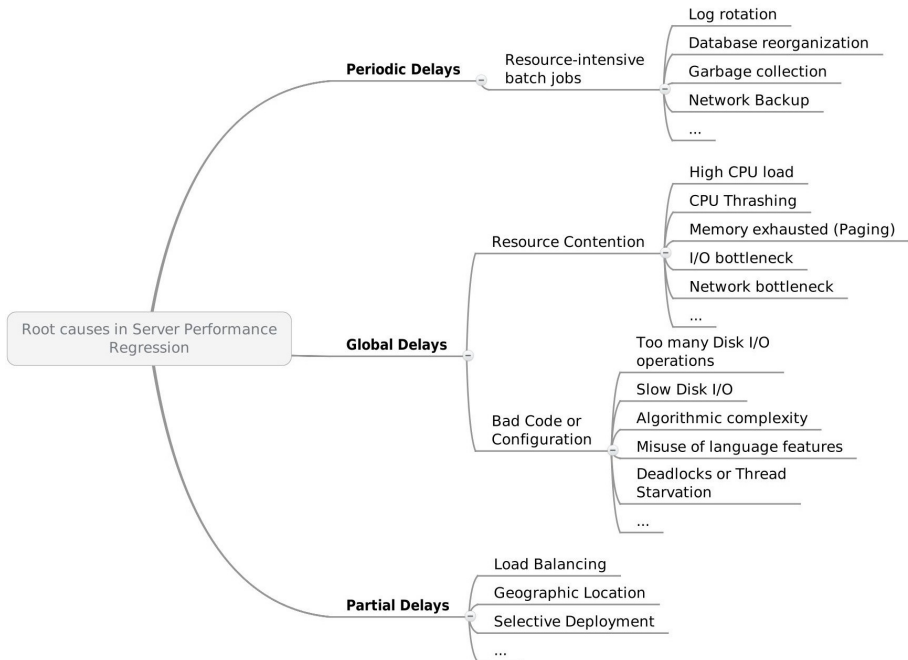 Root causes in Server Performance
Regression
Periodic Delays
Resource-intensive
batch jobs
Log rotation
Database reorganization
Garbage collection
Network Backup
...
Global Delays
Resource Contention
High CPU load
CPU Thrashing
Memory exhausted (Paging)
I/O bottleneck
Network bottleneck
...
Bad Code or
Configuration
Too many Disk I/O
operations
Slow Disk I/O
Algorithmic complexity
Misuse of language features
Deadlocks or Thread
Starvation
...
Partial Delays
Load Balancing
Geographic Location
Selective Deployment
...